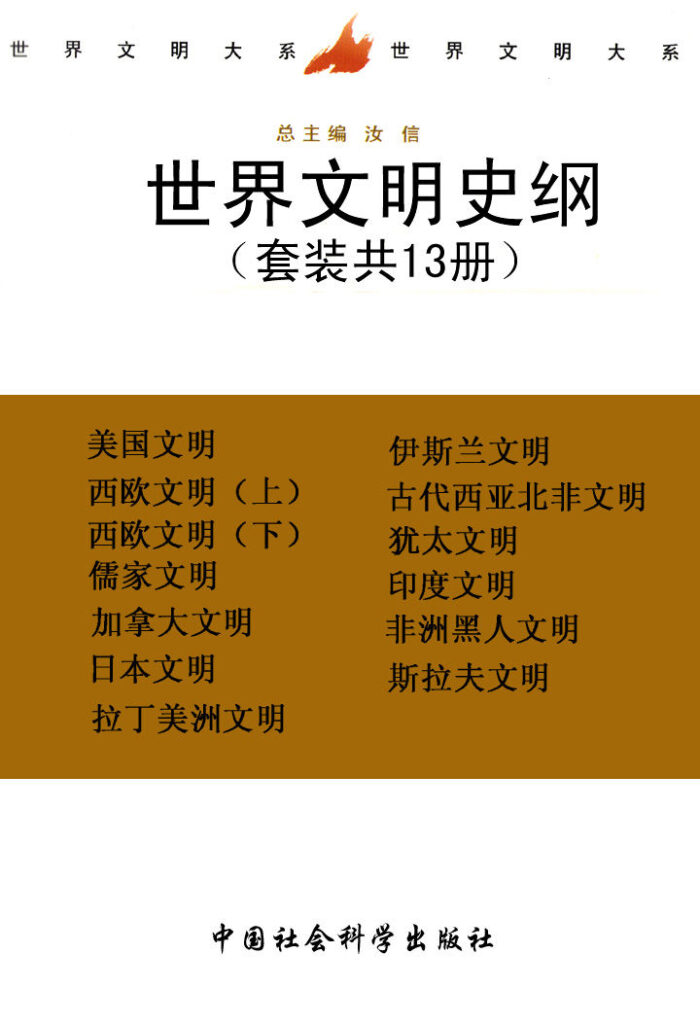 世界文明大系 世界文明大系
总主编 汝信
世界文明史纲
（套装共13册）
美国文明
西欧文明（上）
西欧文明（下）
儒家文明
加拿大文明
日本文明
拉丁美洲文明
伊斯兰文明
古代西亚北非文明
犹太文明
印度文明
非洲黑人文明
斯拉夫文明
中国社会科学出版社